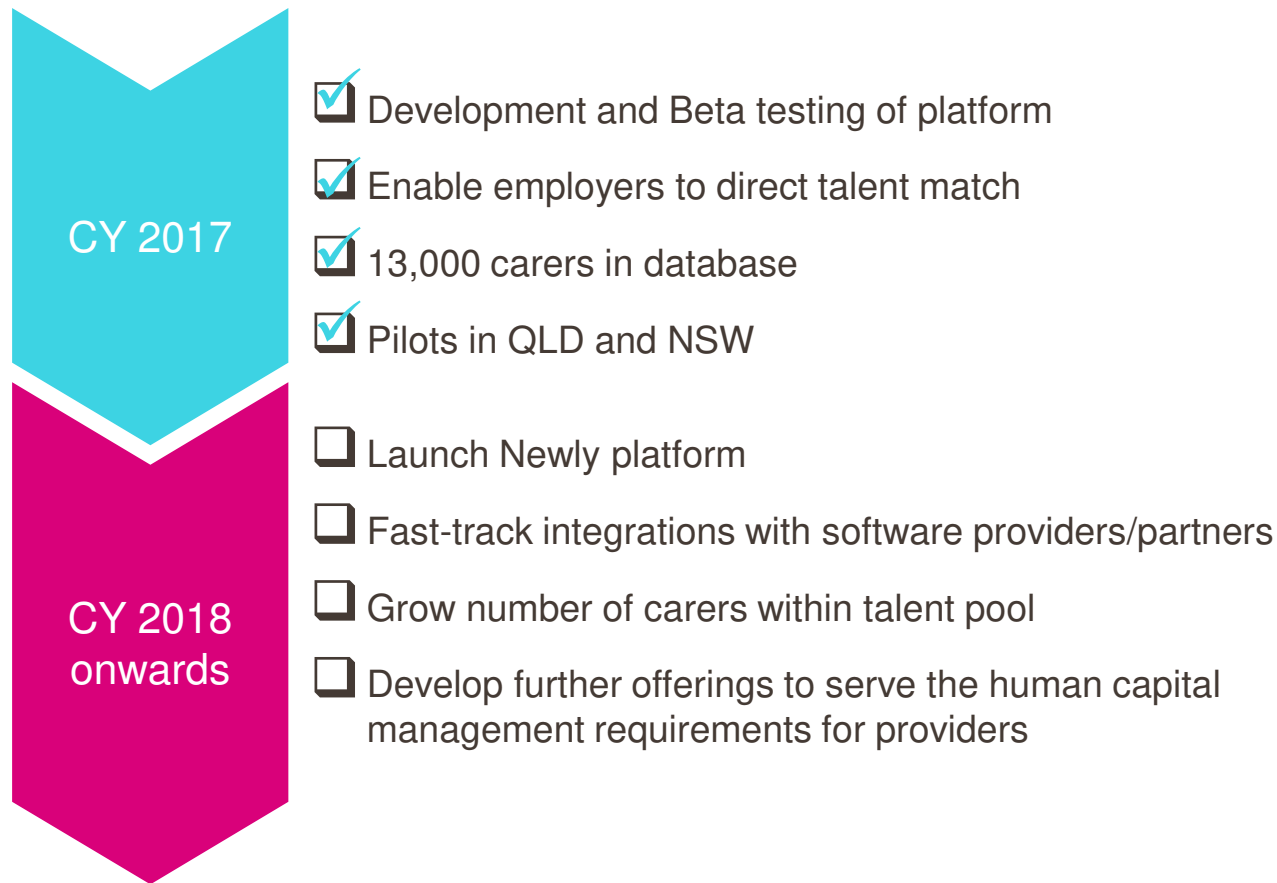 CY 2017
Development and Beta testing of platform
Enable employers to direct talent match
13,000 carers in database
Pilots in QLD and NSW
CY 2018
onwards
Launch Newly platform
Fast-track integrations with software providers/partners
Grow number of carers within talent pool
Develop further offerings to serve the human capital
management requirements for providers